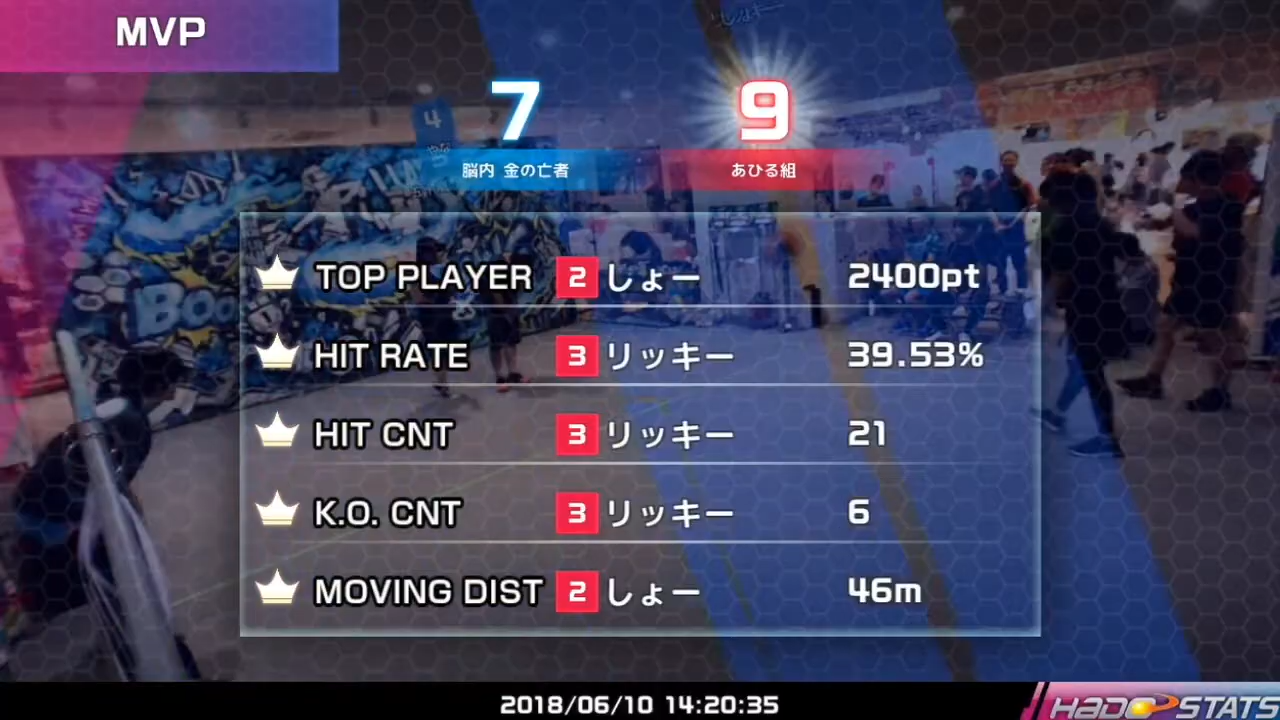 MVP
7
9
4
やな
脳内 金の亡者
あひる組
TOP PLAYER 2 しょー 2400pt
HIT RATE 3 リッキー 39.53%
HIT CNT 3 リッキー 21
K.O. CNT 3 リッキー 6
MOVING DIST 2 しょー 46m
2018/06/10 14:20:35
HADO STATS